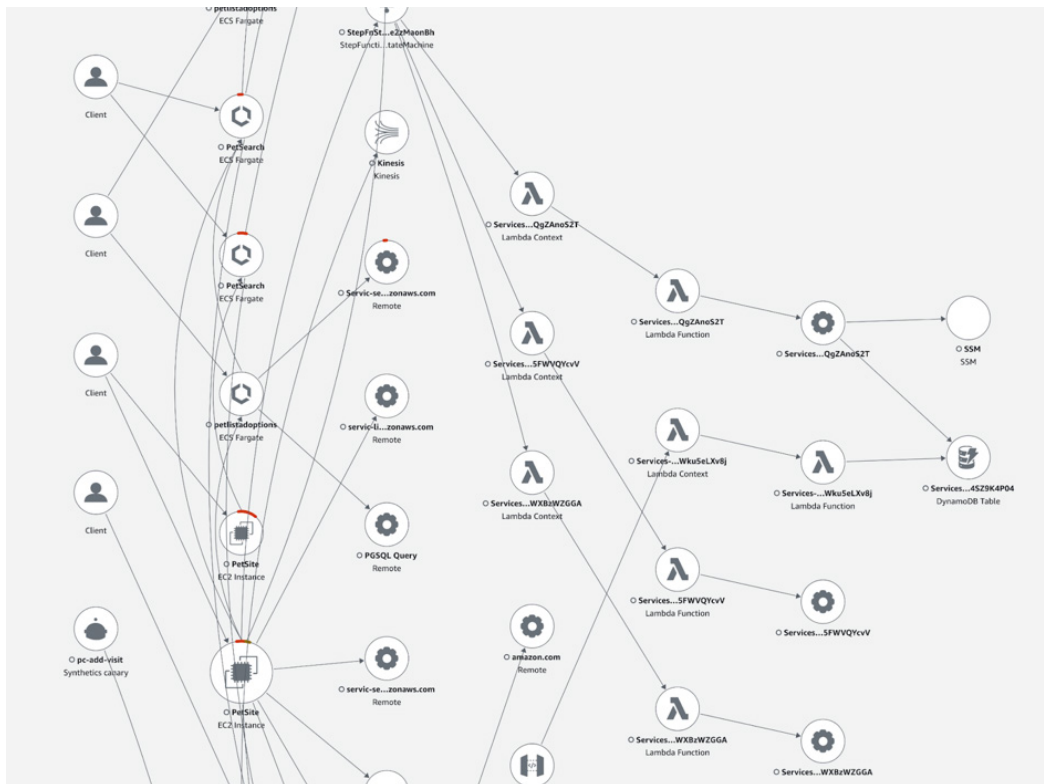 petlistadoptions
ECS Fargate
StepFnSt...e2zMaonBh
StepFuncti...tateMachine
Client
PetSearch
ECS Fargate
Kinesis
Kinesis
Services...QgZAnoS2T
Lambda Context
Client
PetSearch
ECS Fargate
Servic-se...zonaws.com
Remote
Services...QgZAnoS2T
Lambda Function
Services...QgZAnoS2T
SSM
SSM
Services...5FWVQYcvV
Lambda Context
Client
petlistadoptions
ECS Fargate
servic-li...zonaws.com
Remote
Services-...WkuSeLXv8j
Lambda Context
Services-...WkuSeLXv8j
Lambda Function
Services...4SZ9K4P04
DynamoDB Table
Services...WXBzWZGGA
Lambda Context
Client
PetSite
EC2 Instance
PGSQL Query
Remote
Services...5FWVQYcvV
Lambda Function
Services...5FWVQYcvV
pc-add-visit
Synthetics canary
amazon.com
Remote
servic-se...zonaws.com
Remote
PetSite
EC2 Instance
Services...WXBzWZGGA
Lambda Function
Services...WXBzWZGGA